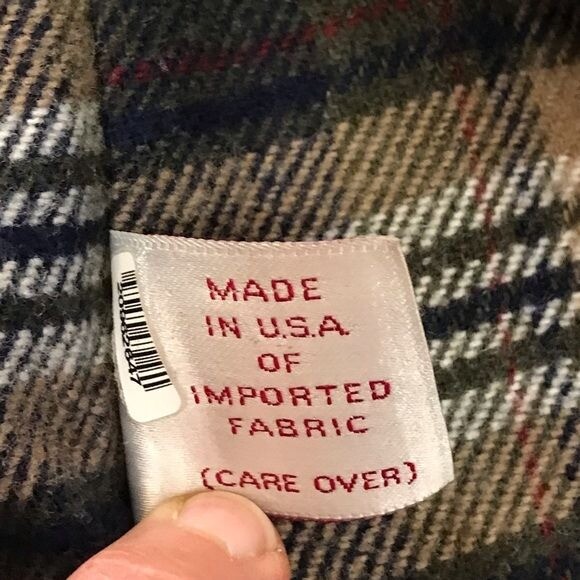 MADE
IN U.S.A.
OF
IMPORTED
FABRIC
(CARE OVER)